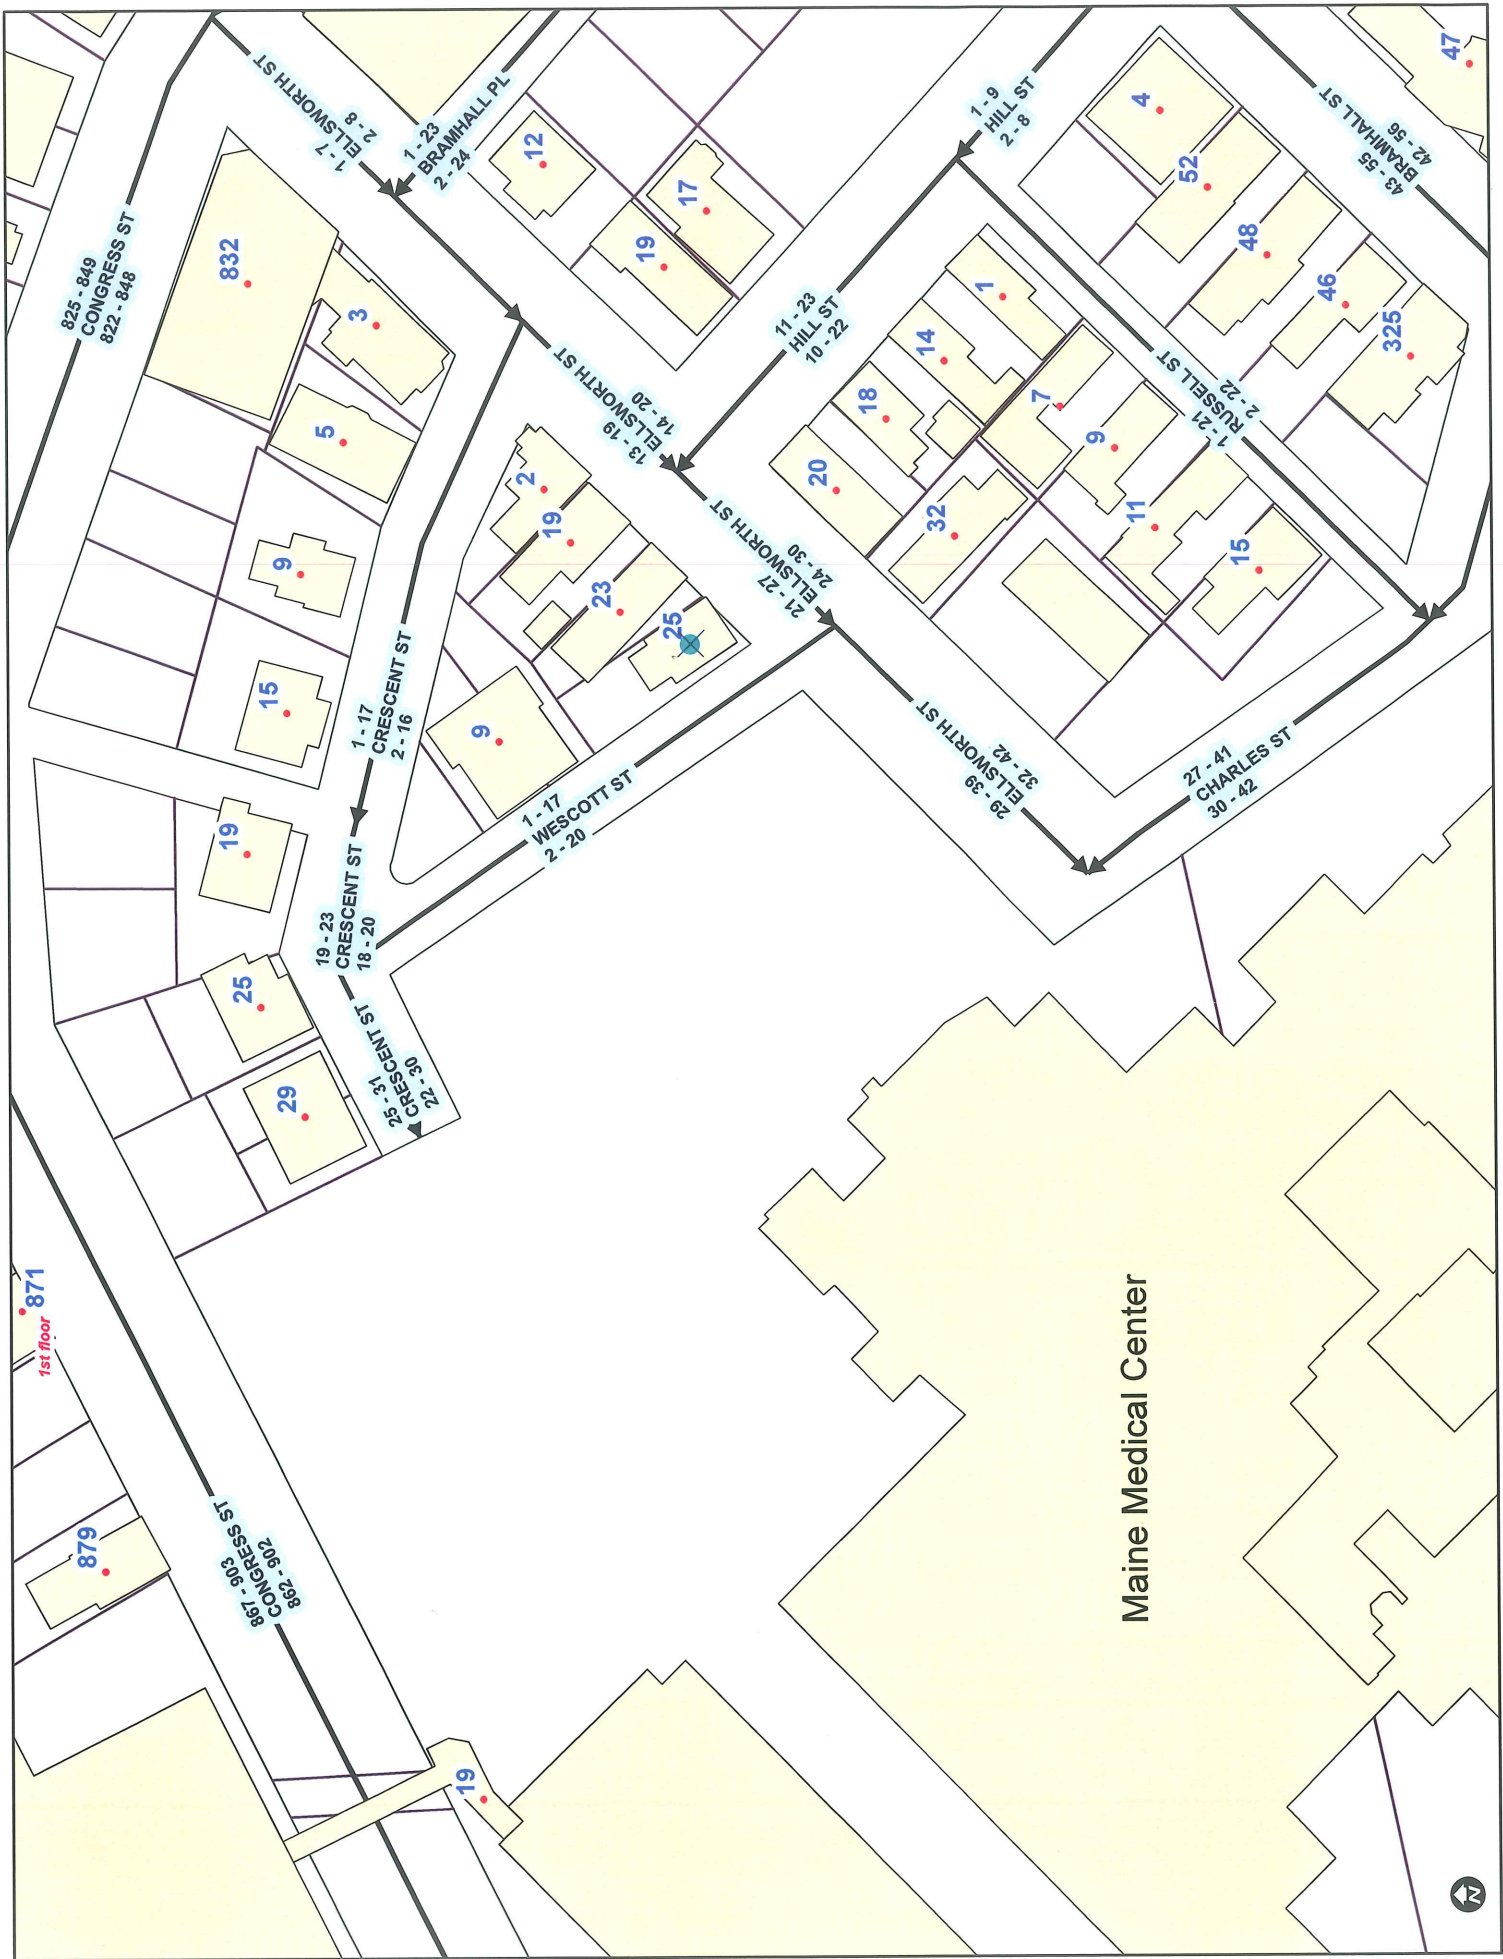 47
43 - 55
BRAMHALL ST
42 - 56
4
1 - 9
HILL ST
2 - 8
52
48
46
325
1 - 7
ELLSWORTH ST
2 - 8
1 - 23
BRAMHALL PL
2 - 24
12
17
19
825 - 849
CONGRESS ST
822 - 848
832
3
5
9
15
11 - 23
HILL ST
10 - 22
1
14
18
20
7
9
11
15
32
1 - 21
RUSSELL ST
2 - 22
13 - 19
ELLSWORTH ST
14 - 20
2
19
23
25
9
21 - 27
ELLSWORTH ST
24 - 30
1 - 17
CRESCENT ST
2 - 16
1 - 17
WESCOTT ST
2 - 20
29 - 39
ELLSWORTH ST
32 - 42
27 - 41
CHARLES ST
30 - 42
19
19 - 23
CRESCENT ST
18 - 20
25
29
25 - 31
CRESCENT ST
22 - 30
871
1st floor
879
867 - 903
CONGRESS ST
862 - 902
Maine Medical Center
19
N